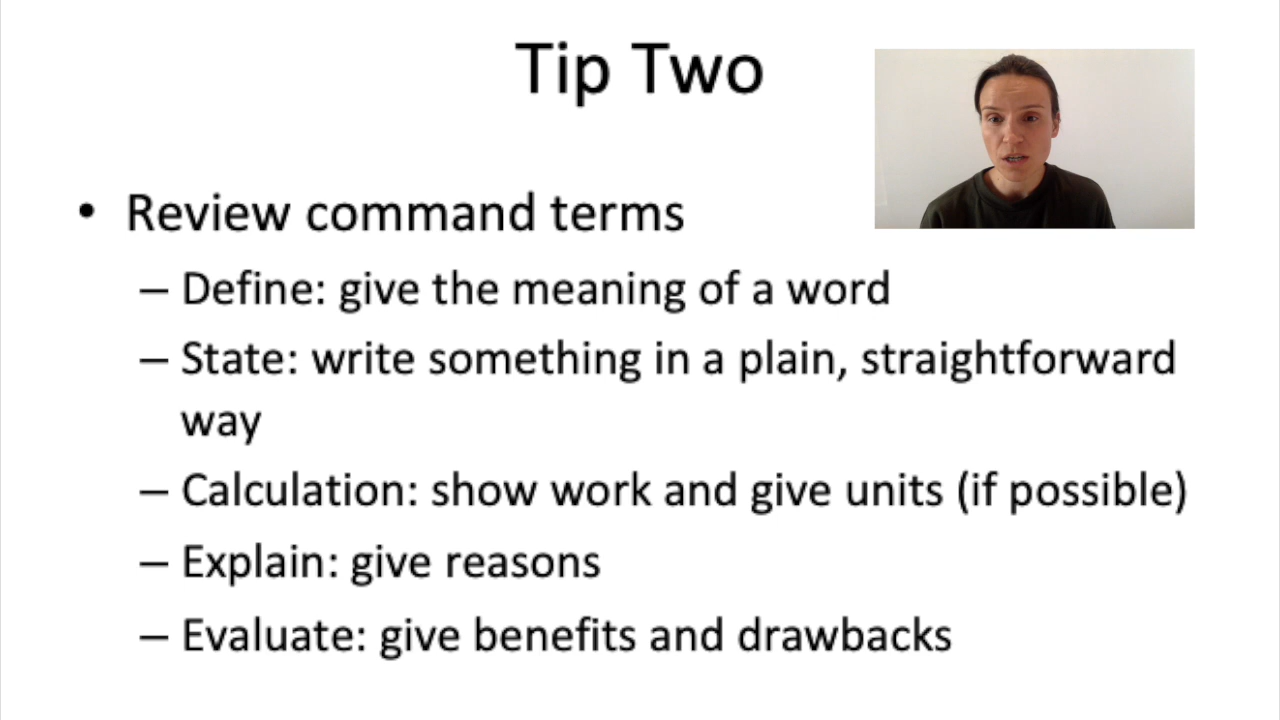 Tip Two
• Review command terms
– Define: give the meaning of a word
– State: write something in a plain, straightforward
way
– Calculation: show work and give units (if possible)
– Explain: give reasons
– Evaluate: give benefits and drawbacks